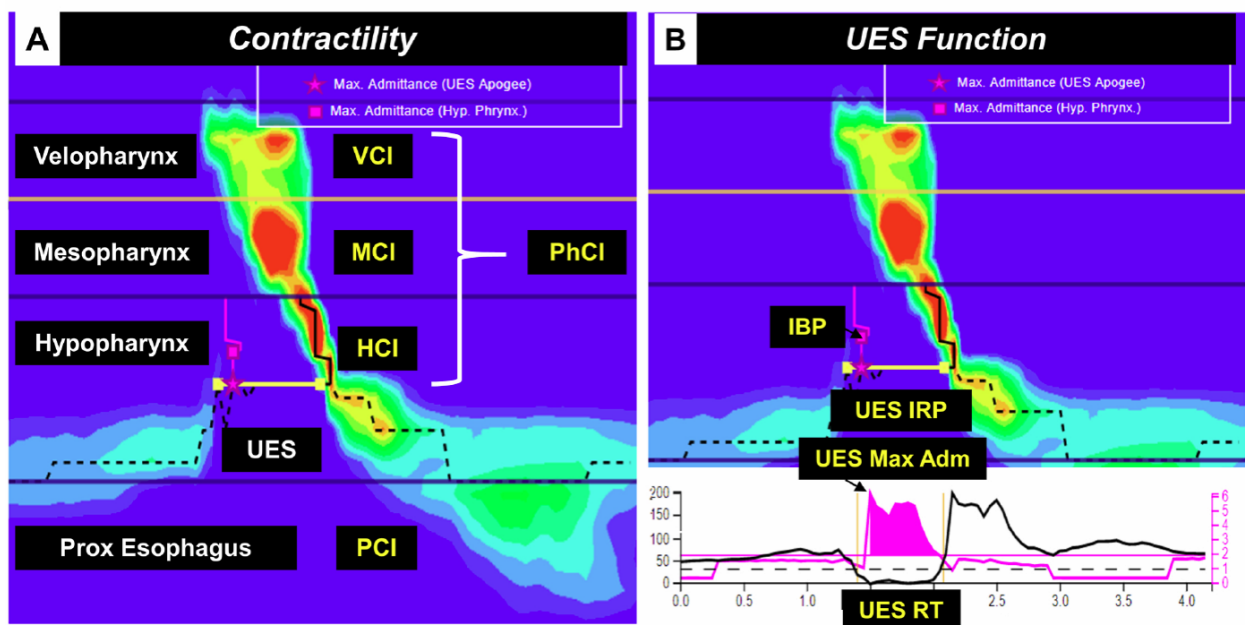 A
Contractility
Max. Admittance (UES Apogee)
Max. Admittance (Hyp. Phrynx.)
Velopharynx
VCI
Mesopharynx
MCI
PhCI
Hypopharynx
HCI
UES
Prox Esophagus
PCI
B
UES Function
Max. Admittance (UES Apogee)
Max. Admittance (Hyp. Phrynx.)
IBP
UES IRP
UES Max Adm
200
150
100
50
0
6
5
4
3
2
1
0
UES RT
0.0 0.5 1.0 1.5 2.5 3.0 3.5 4.0